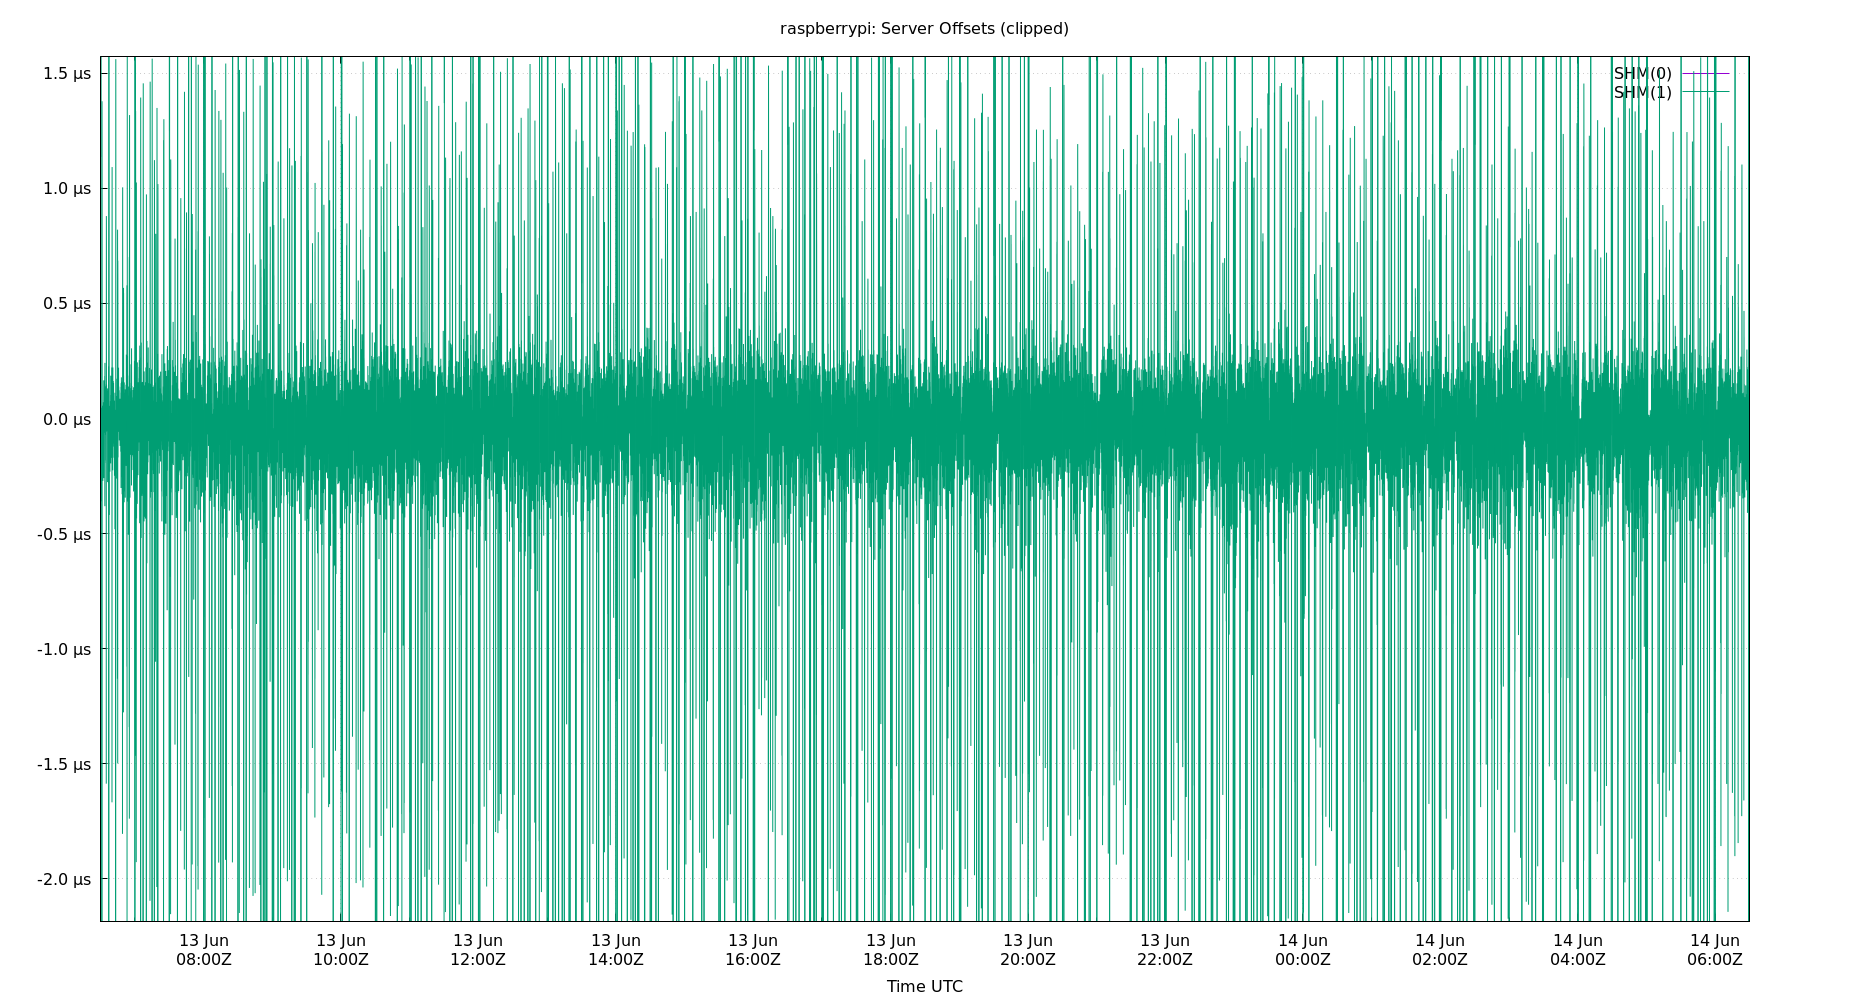 raspberrypi: Server Offsets (clipped)
1.5 µs
1.0 µs
0.5 µs
0.0 µs
-0.5 µs
-1.0 µs
-1.5 µs
-2.0 µs
SHM(0)
SHM(1)
13 Jun 13 Jun 13 Jun 13 Jun 13 Jun 13 Jun 13 Jun 13 Jun 14 Jun 14 Jun 14 Jun 14 Jun
08:00Z 10:00Z 12:00Z 14:00Z 16:00Z 18:00Z 20:00Z 22:00Z 00:00Z 02:00Z 04:00Z 06:00Z
Time UTC